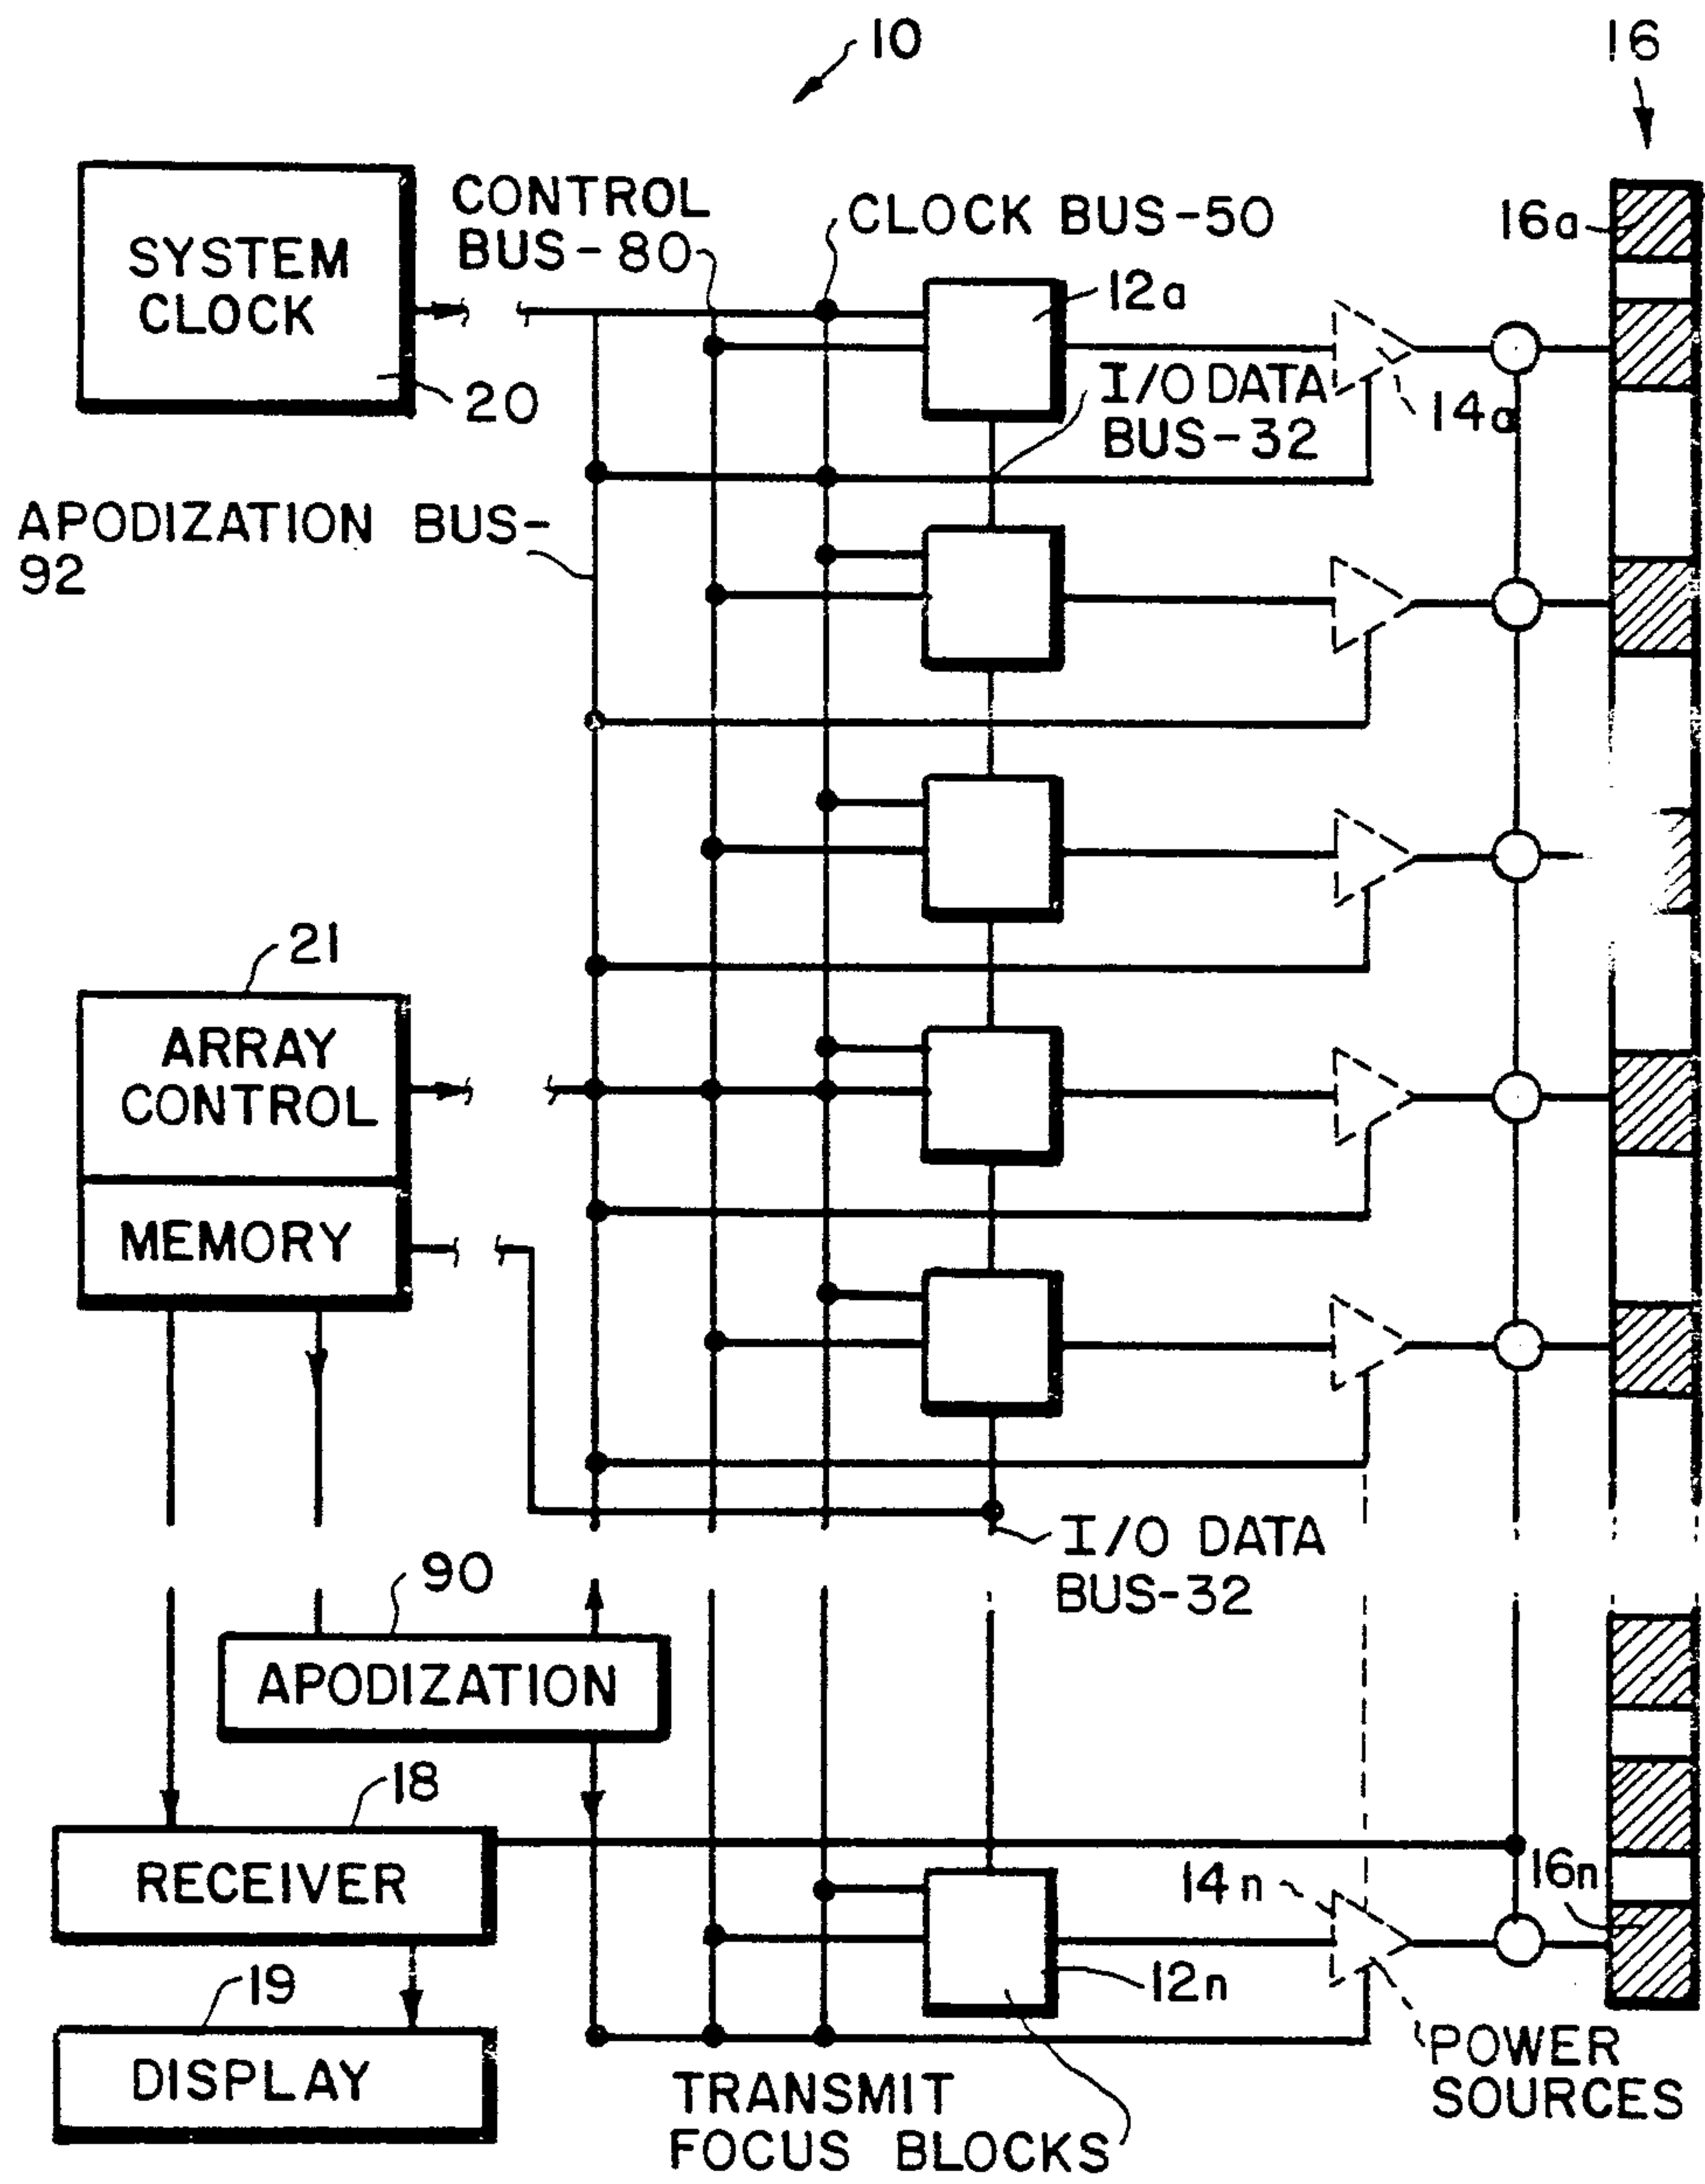 10
16
SYSTEM
CLOCK
20
CONTROL
BUS-80
CLOCK BUS-50
12a
16a
I/O DATA
BUS-32
14a
APODIZATION BUS-
92
21
ARRAY
CONTROL
MEMORY
I/O DATA
BUS-32
90
APODIZATION
18
RECEIVER
14n
16n
12n
19
DISPLAY
TRANSMIT
FOCUS BLOCKS
POWER
SOURCES